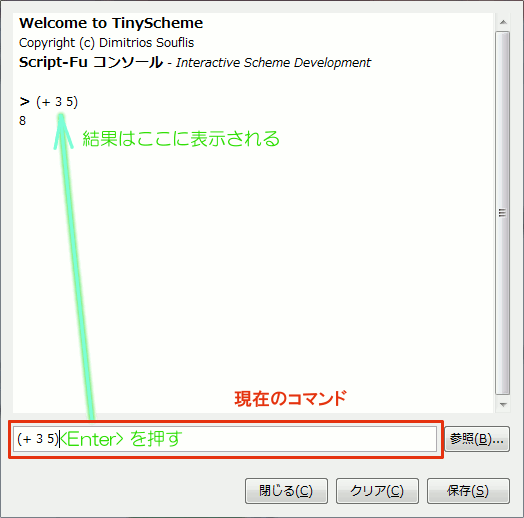 Welcome to TinyScheme
Copyright (c) Dimitrios Souflis
Script-Fu コンソール - Interactive Scheme Development
> (+ 3 5)
8
結果はここに表示される
現在のコマンド
(+ 3 5)<Enter> を押す
参照(B)...
閉じる(C)
クリア(C)
保存(S)